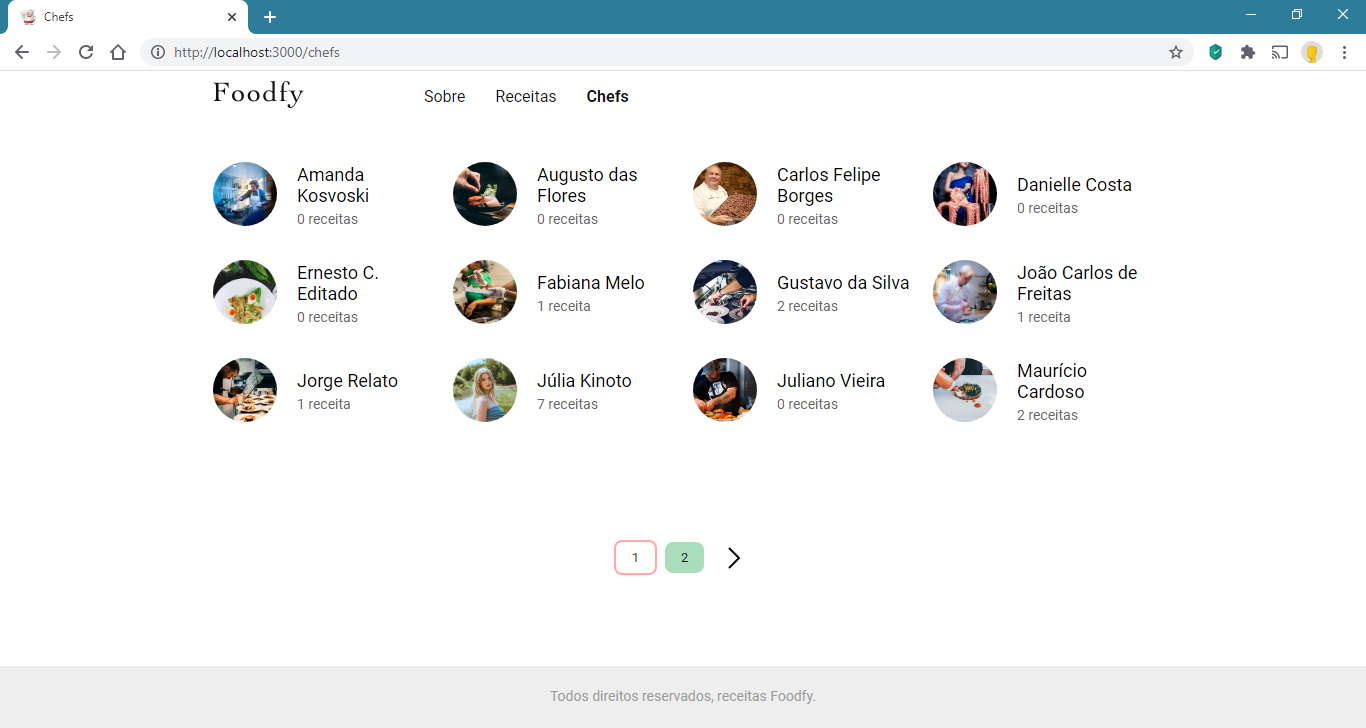 Chefs
http://localhost:3000/chefs
Foodfy
Sobre Receitas Chefs
Amanda
Kosvoski
0 receitas
Augusto das
Flores
0 receitas
Carlos Felipe
Borges
0 receitas
Danielle Costa
0 receitas
Ernesto C.
Editado
0 receitas
Fabiana Melo
1 receita
Gustavo da Silva
2 receitas
João Carlos de
Freitas
1 receita
Jorge Relato
1 receita
Júlia Kinoto
7 receitas
Juliano Vieira
0 receitas
Maurício
Cardoso
2 receitas
1 2
Todos direitos reservados, receitas Foodfy.